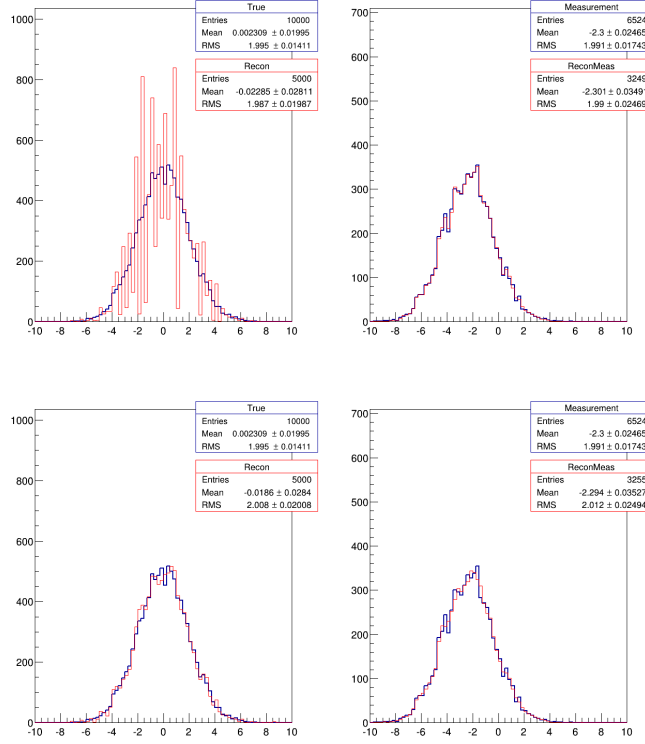 True
Entries 10000
Mean 0.002309 ± 0.01995
RMS 1.995 ± 0.01411
Recon
Entries 5000
Mean -0.02285 ± 0.02811
RMS 1.987 ± 0.01987
1000
800
600
400
200
0
-10 -8 -6 -4 -2 0 2 4 6 8 10
Measurement
Entries 6524
Mean -2.3 ± 0.02465
RMS 1.991 ± 0.01743
ReconMeas
Entries 3249
Mean -2.301 ± 0.03491
RMS 1.99 ± 0.02469
700
600
500
400
300
200
100
0
-10 -8 -6 -4 -2 0 2 4 6 8 10
True
Entries 10000
Mean 0.002309 ± 0.01995
RMS 1.995 ± 0.01411
Recon
Entries 5000
Mean -0.0186 ± 0.0284
RMS 2.008 ± 0.02008
1000
800
600
400
200
0
-10 -8 -6 -4 -2 0 2 4 6 8 10
Measurement
Entries 6524
Mean -2.3 ± 0.02465
RMS 1.991 ± 0.01743
ReconMeas
Entries 3255
Mean -2.294 ± 0.03527
RMS 2.012 ± 0.02494
700
600
500
400
300
200
100
0
-10 -8 -6 -4 -2 0 2 4 6 8 10